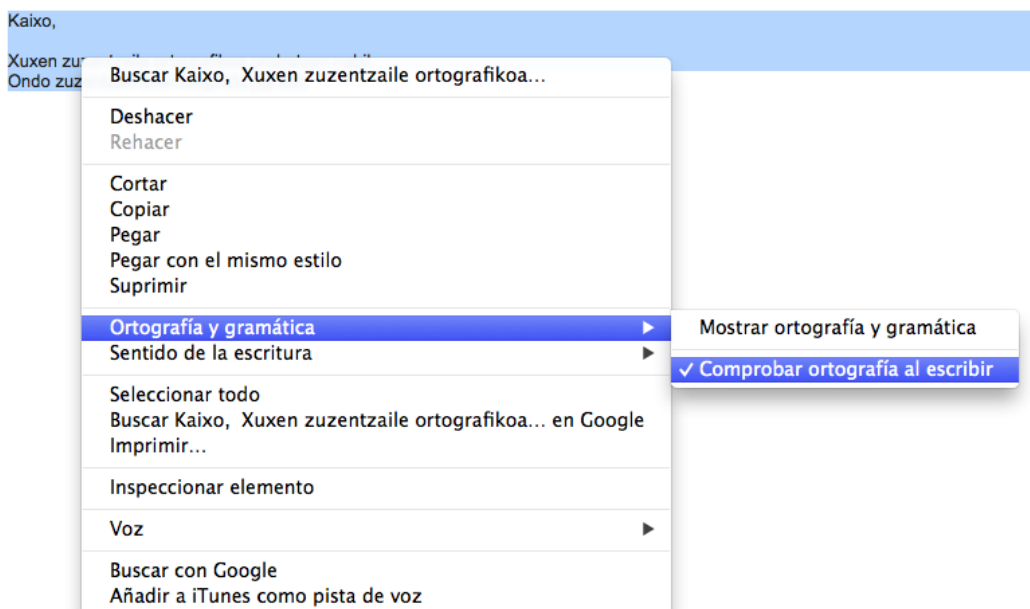 Kaixo,
Xuxen
Ondo
Buscar Kaixo,  Xuxen zuzentzaile ortografikoa...
Deshacer
Rehacer
Cortar
Copiar
Pegar
Pegar con el mismo estilo
Suprimir
Ortografía y gramática
Mostrar ortografía y gramática
Sentido de la escritura
✓ Comprobar ortografía al escribir
Seleccionar todo
Buscar Kaixo,  Xuxen zuzentzaile ortografikoa... en Google
Imprimir...
Inspeccionar elemento
Voz
Buscar con Google
Añadir a iTunes como pista de voz